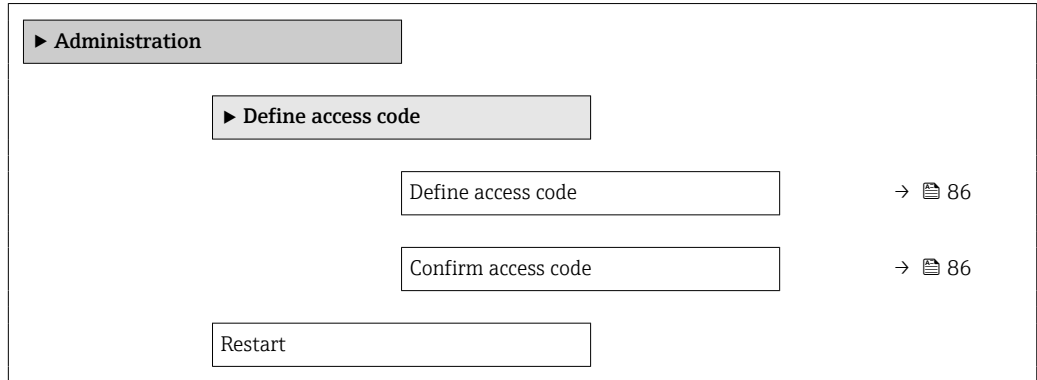 ▶ Administration
▶ Define access code
Define access code → 86
Confirm access code → 86
Restart